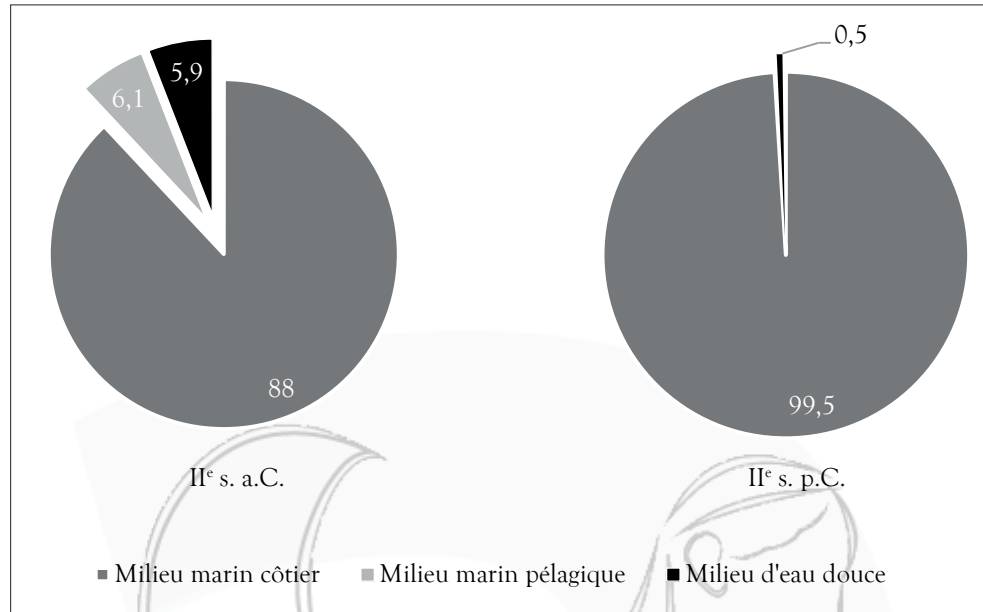 0,5
5,9
6,1
88
99,5
IIᵉ s. a.C.
IIᵉ s. p.C.
Milieu marin côtier
Milieu marin pélagique
Milieu d'eau douce